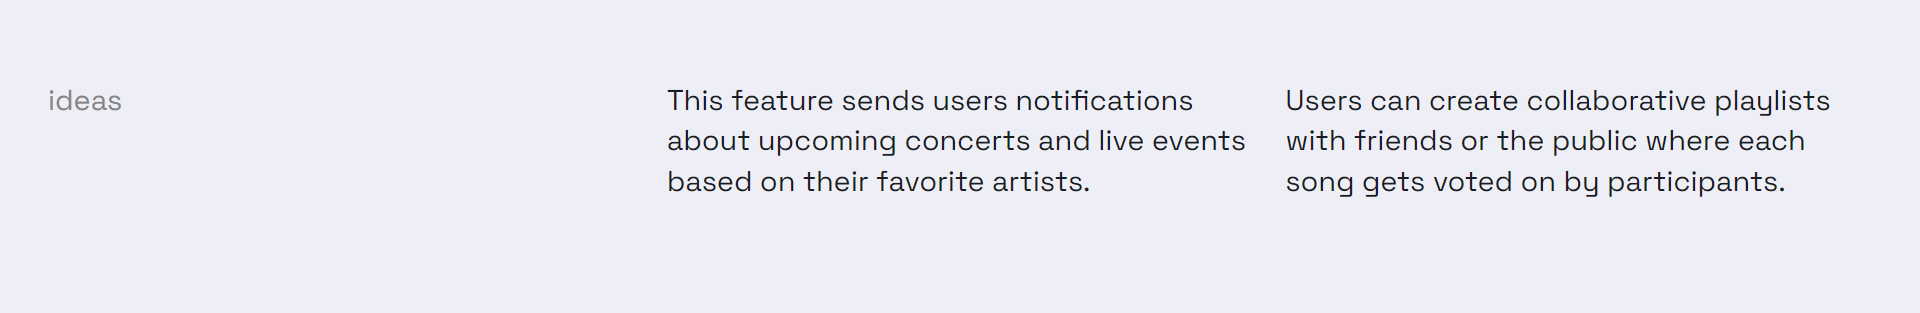 ideas
This feature sends users notifications
about upcoming concerts and live events
based on their favorite artists.
Users can create collaborative playlists
with friends or the public where each
song gets voted on by participants.